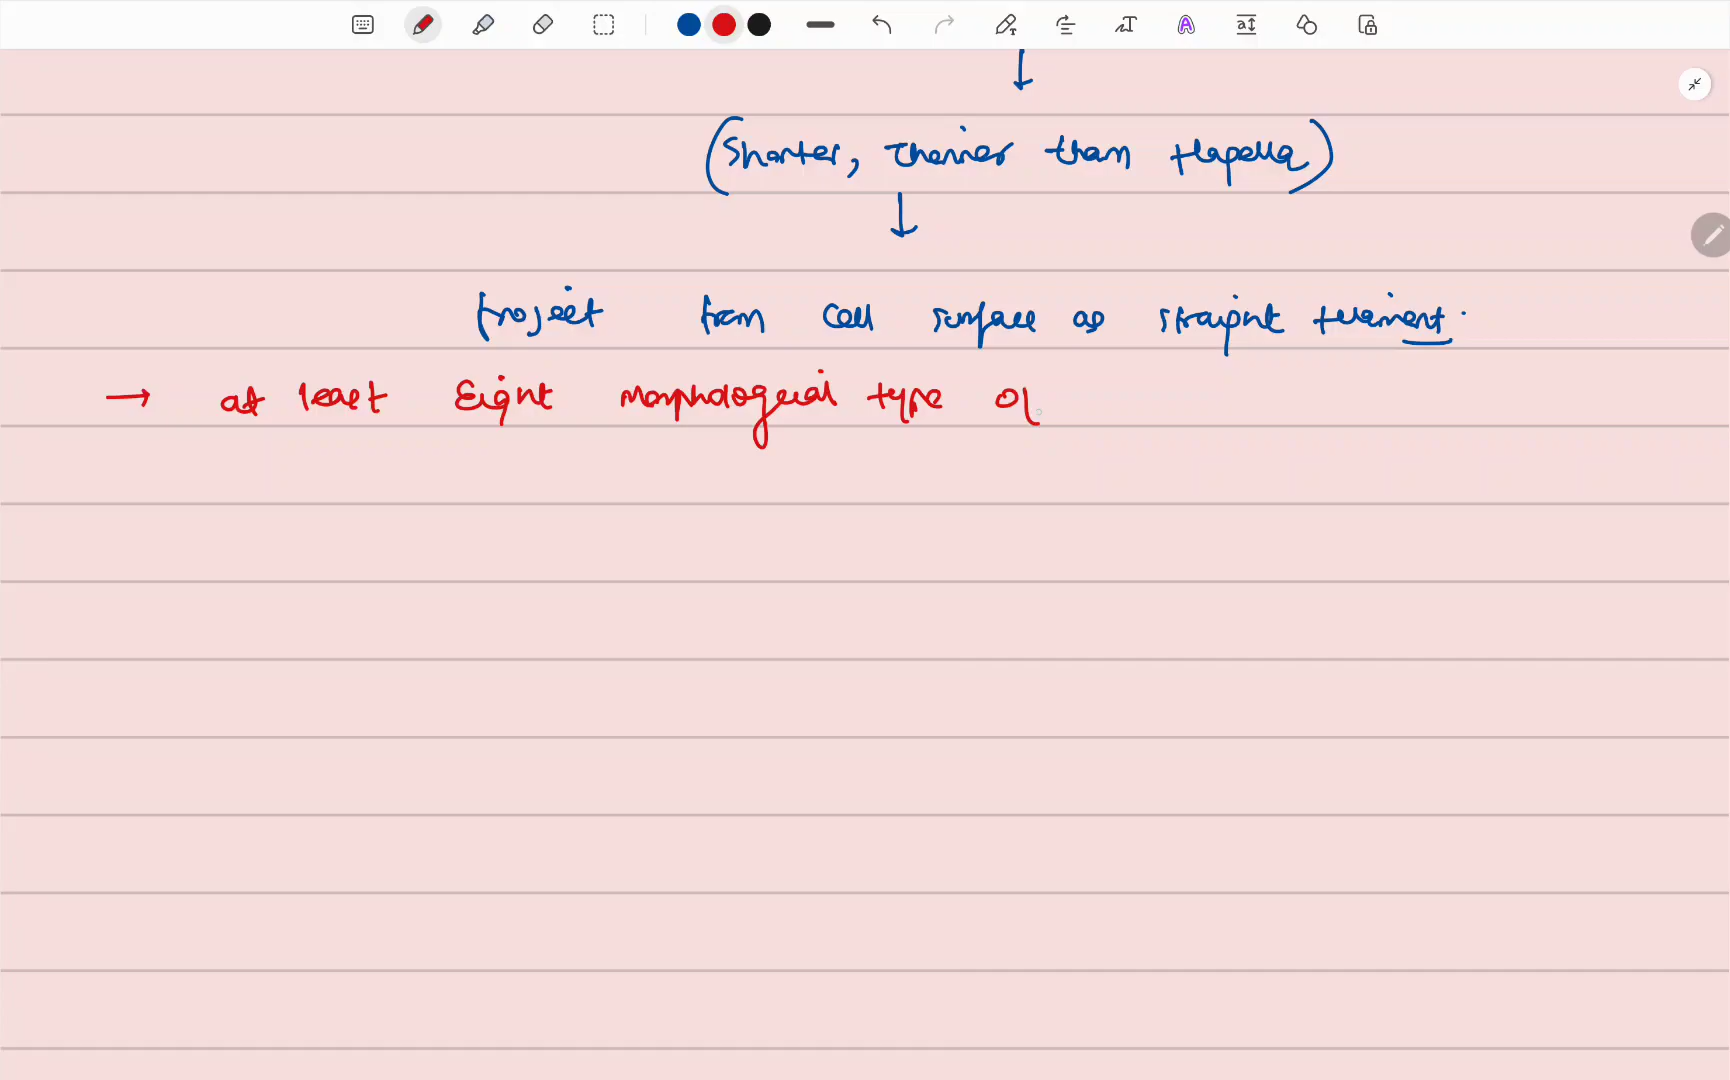 (Shorter, Thinner than flagella)
Project from cell surface as straight filament.
→ at least Eight morphological type of